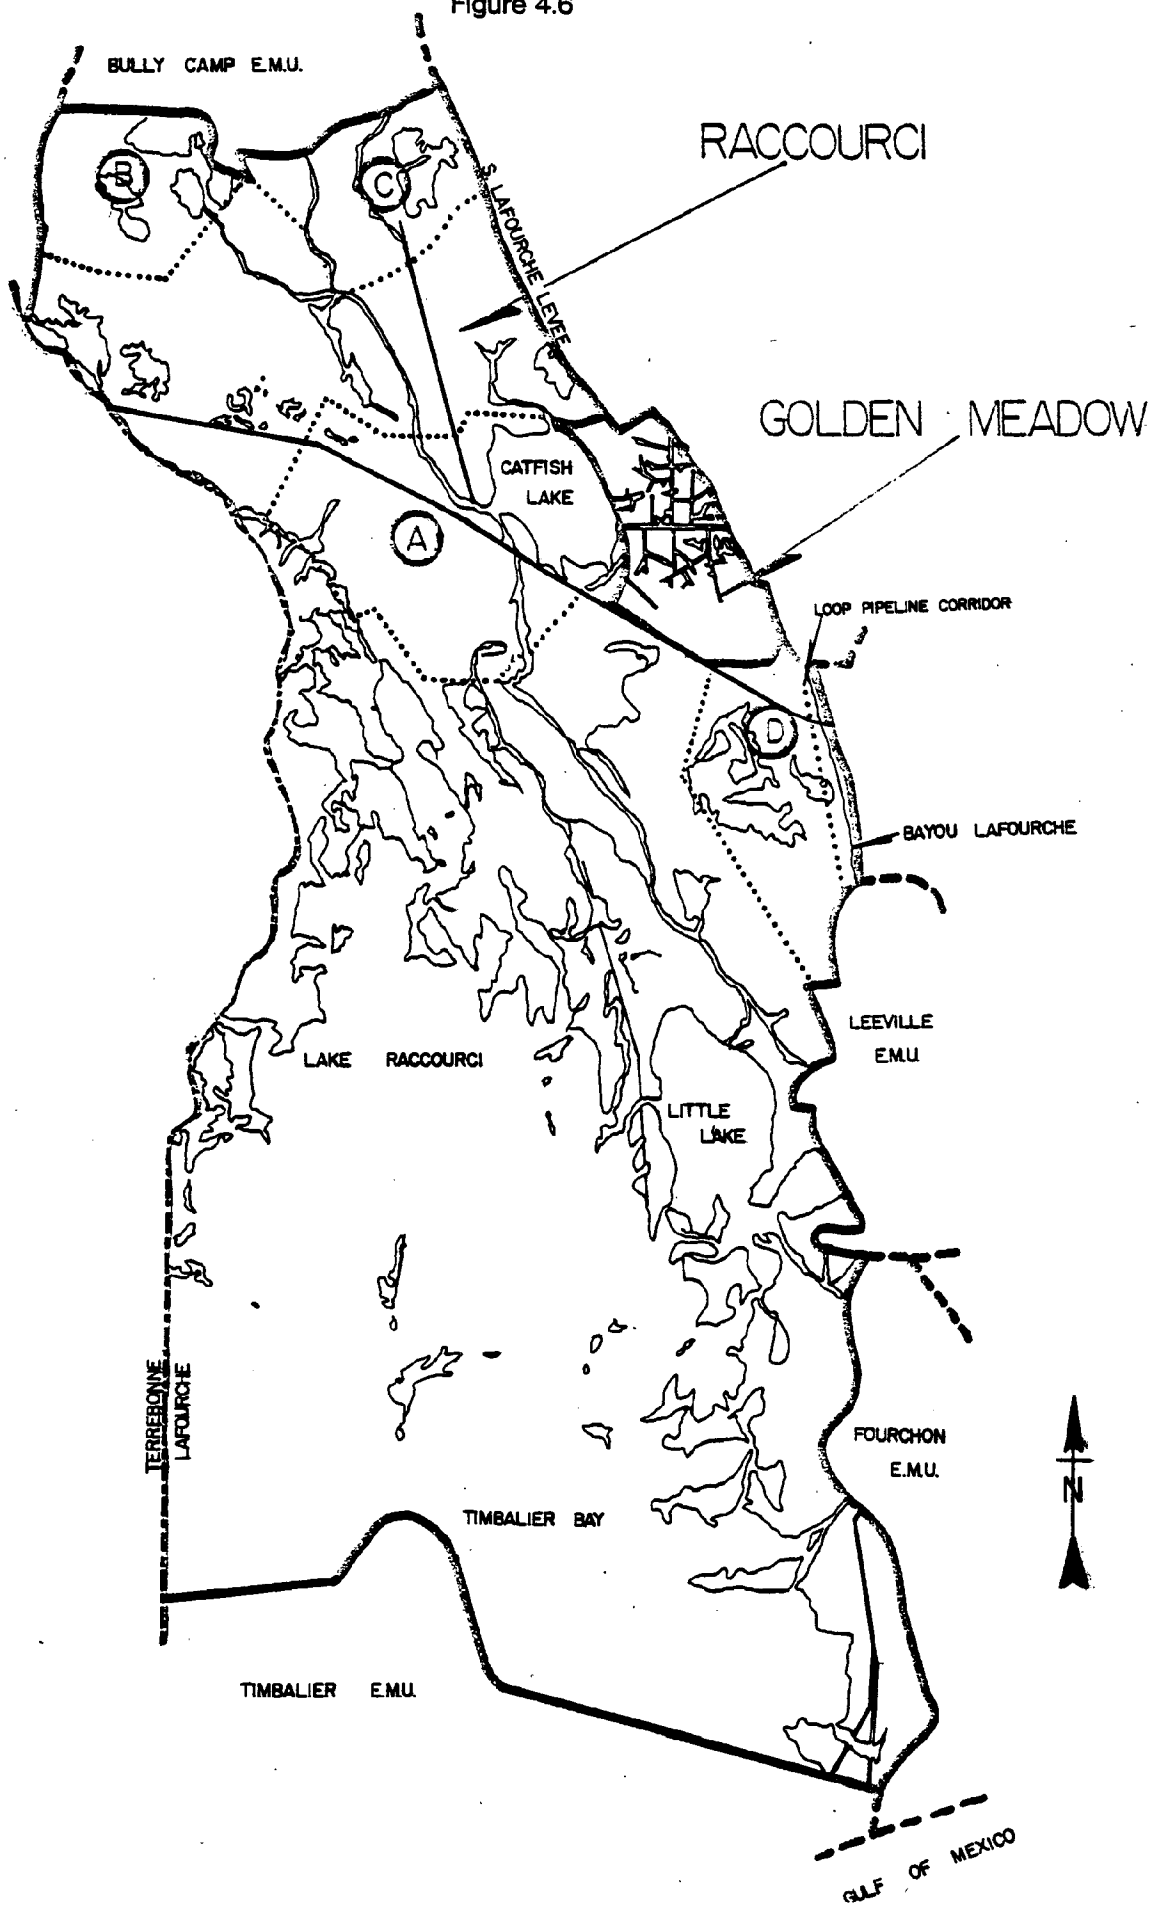 Figure 4.6
BULLY CAMP E.M.U.
RACCOURCI
B
C
S. LAFOURCHE LEVEE
GOLDEN MEADOW
CATFISH
LAKE
A
LOOP PIPELINE CORRIDOR
D
BAYOU LAFOURCHE
LEEVILLE
E.M.U.
LAKE RACCOURCI
LITTLE
LAKE
TERREBONNE
LAFOURCHE
FOURCHON
E.M.U.
N
TIMBALIER BAY
TIMBALIER E.M.U.
GULF OF MEXICO